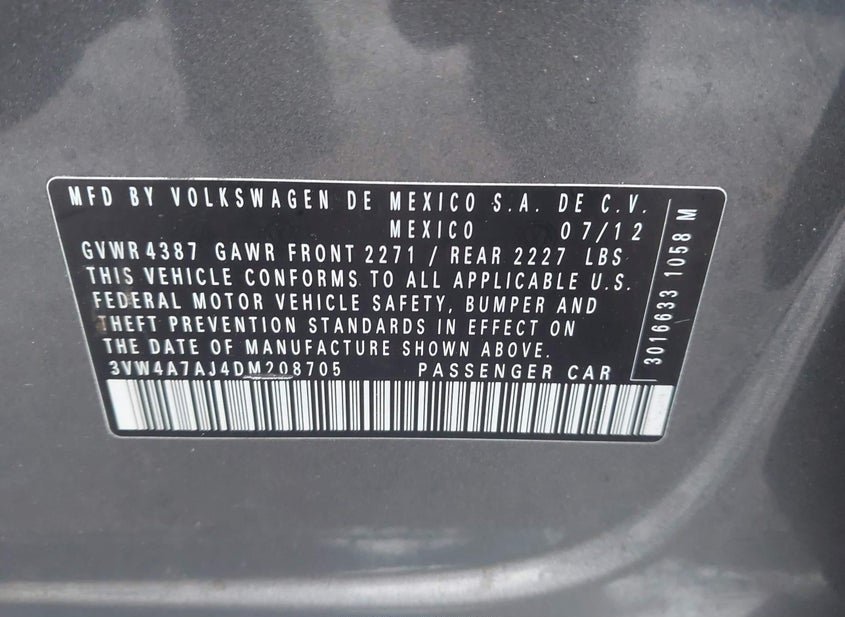 MFD BY VOLKSWAGEN DE MEXICO S.A. DE C.V.
MEXICO 07/12
GVWR 4387 GAWR FRONT 2271 / REAR 2227 LBS
THIS VEHICLE CONFORMS TO ALL APPLICABLE U.S.
FEDERAL MOTOR VEHICLE SAFETY, BUMPER AND
THEFT PREVENTION STANDARDS IN EFFECT ON
THE DATE OF MANUFACTURE SHOWN ABOVE.
3VW4A7AJ4DM208705 PASSENGER CAR
3016633 1058 M